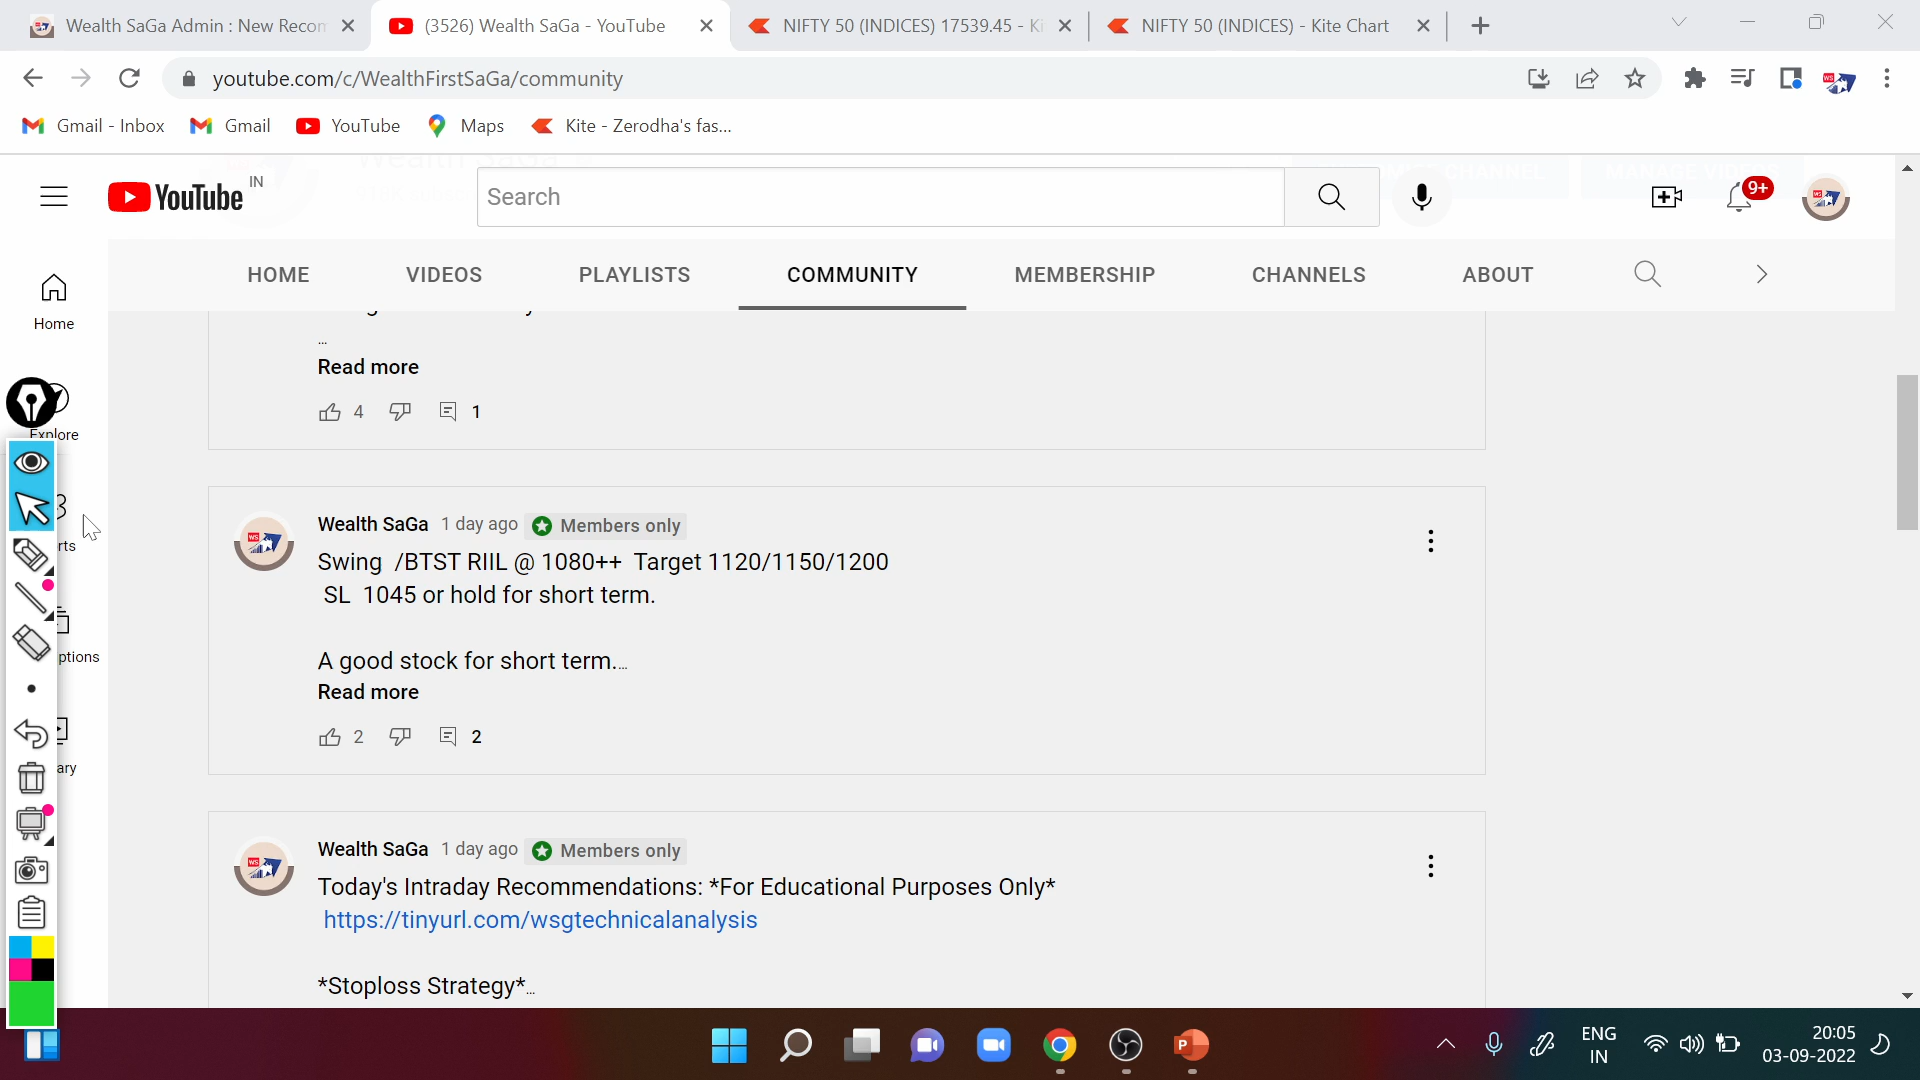 Wealth SaGa Admin : New Recom
(3526) Wealth SaGa - YouTube
NIFTY 50 (INDICES) 17539.45 - Ki
NIFTY 50 (INDICES) - Kite Chart
youtube.com/c/WealthFirstSaGa/community
Gmail - Inbox
Gmail
YouTube
Maps
Kite - Zerodha's fas...
YouTube IN
Search
9+
HOME
VIDEOS
PLAYLISTS
COMMUNITY
MEMBERSHIP
CHANNELS
ABOUT
Home
Explore
rts
ptions
ary
...
Read more
4
1
Wealth SaGa 1 day ago Members only
Swing /BTST RIIL @ 1080++ Target 1120/1150/1200
SL 1045 or hold for short term.
A good stock for short term....
Read more
2
2
Wealth SaGa 1 day ago Members only
Today's Intraday Recommendations: *For Educational Purposes Only*
https://tinyurl.com/wsgtechnicalanalysis
*Stoploss Strategy*...
ENG
IN
20:05
03-09-2022